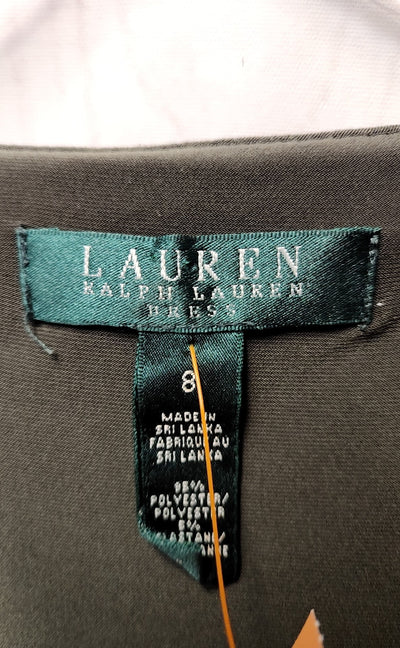 LAUREN
RALPH LAUREN
DRESS
8
MADE IN
SRI LANKA
FABRIQUE AU
SRI LANKA
95%
POLYESTER/
POLYESTER
5%